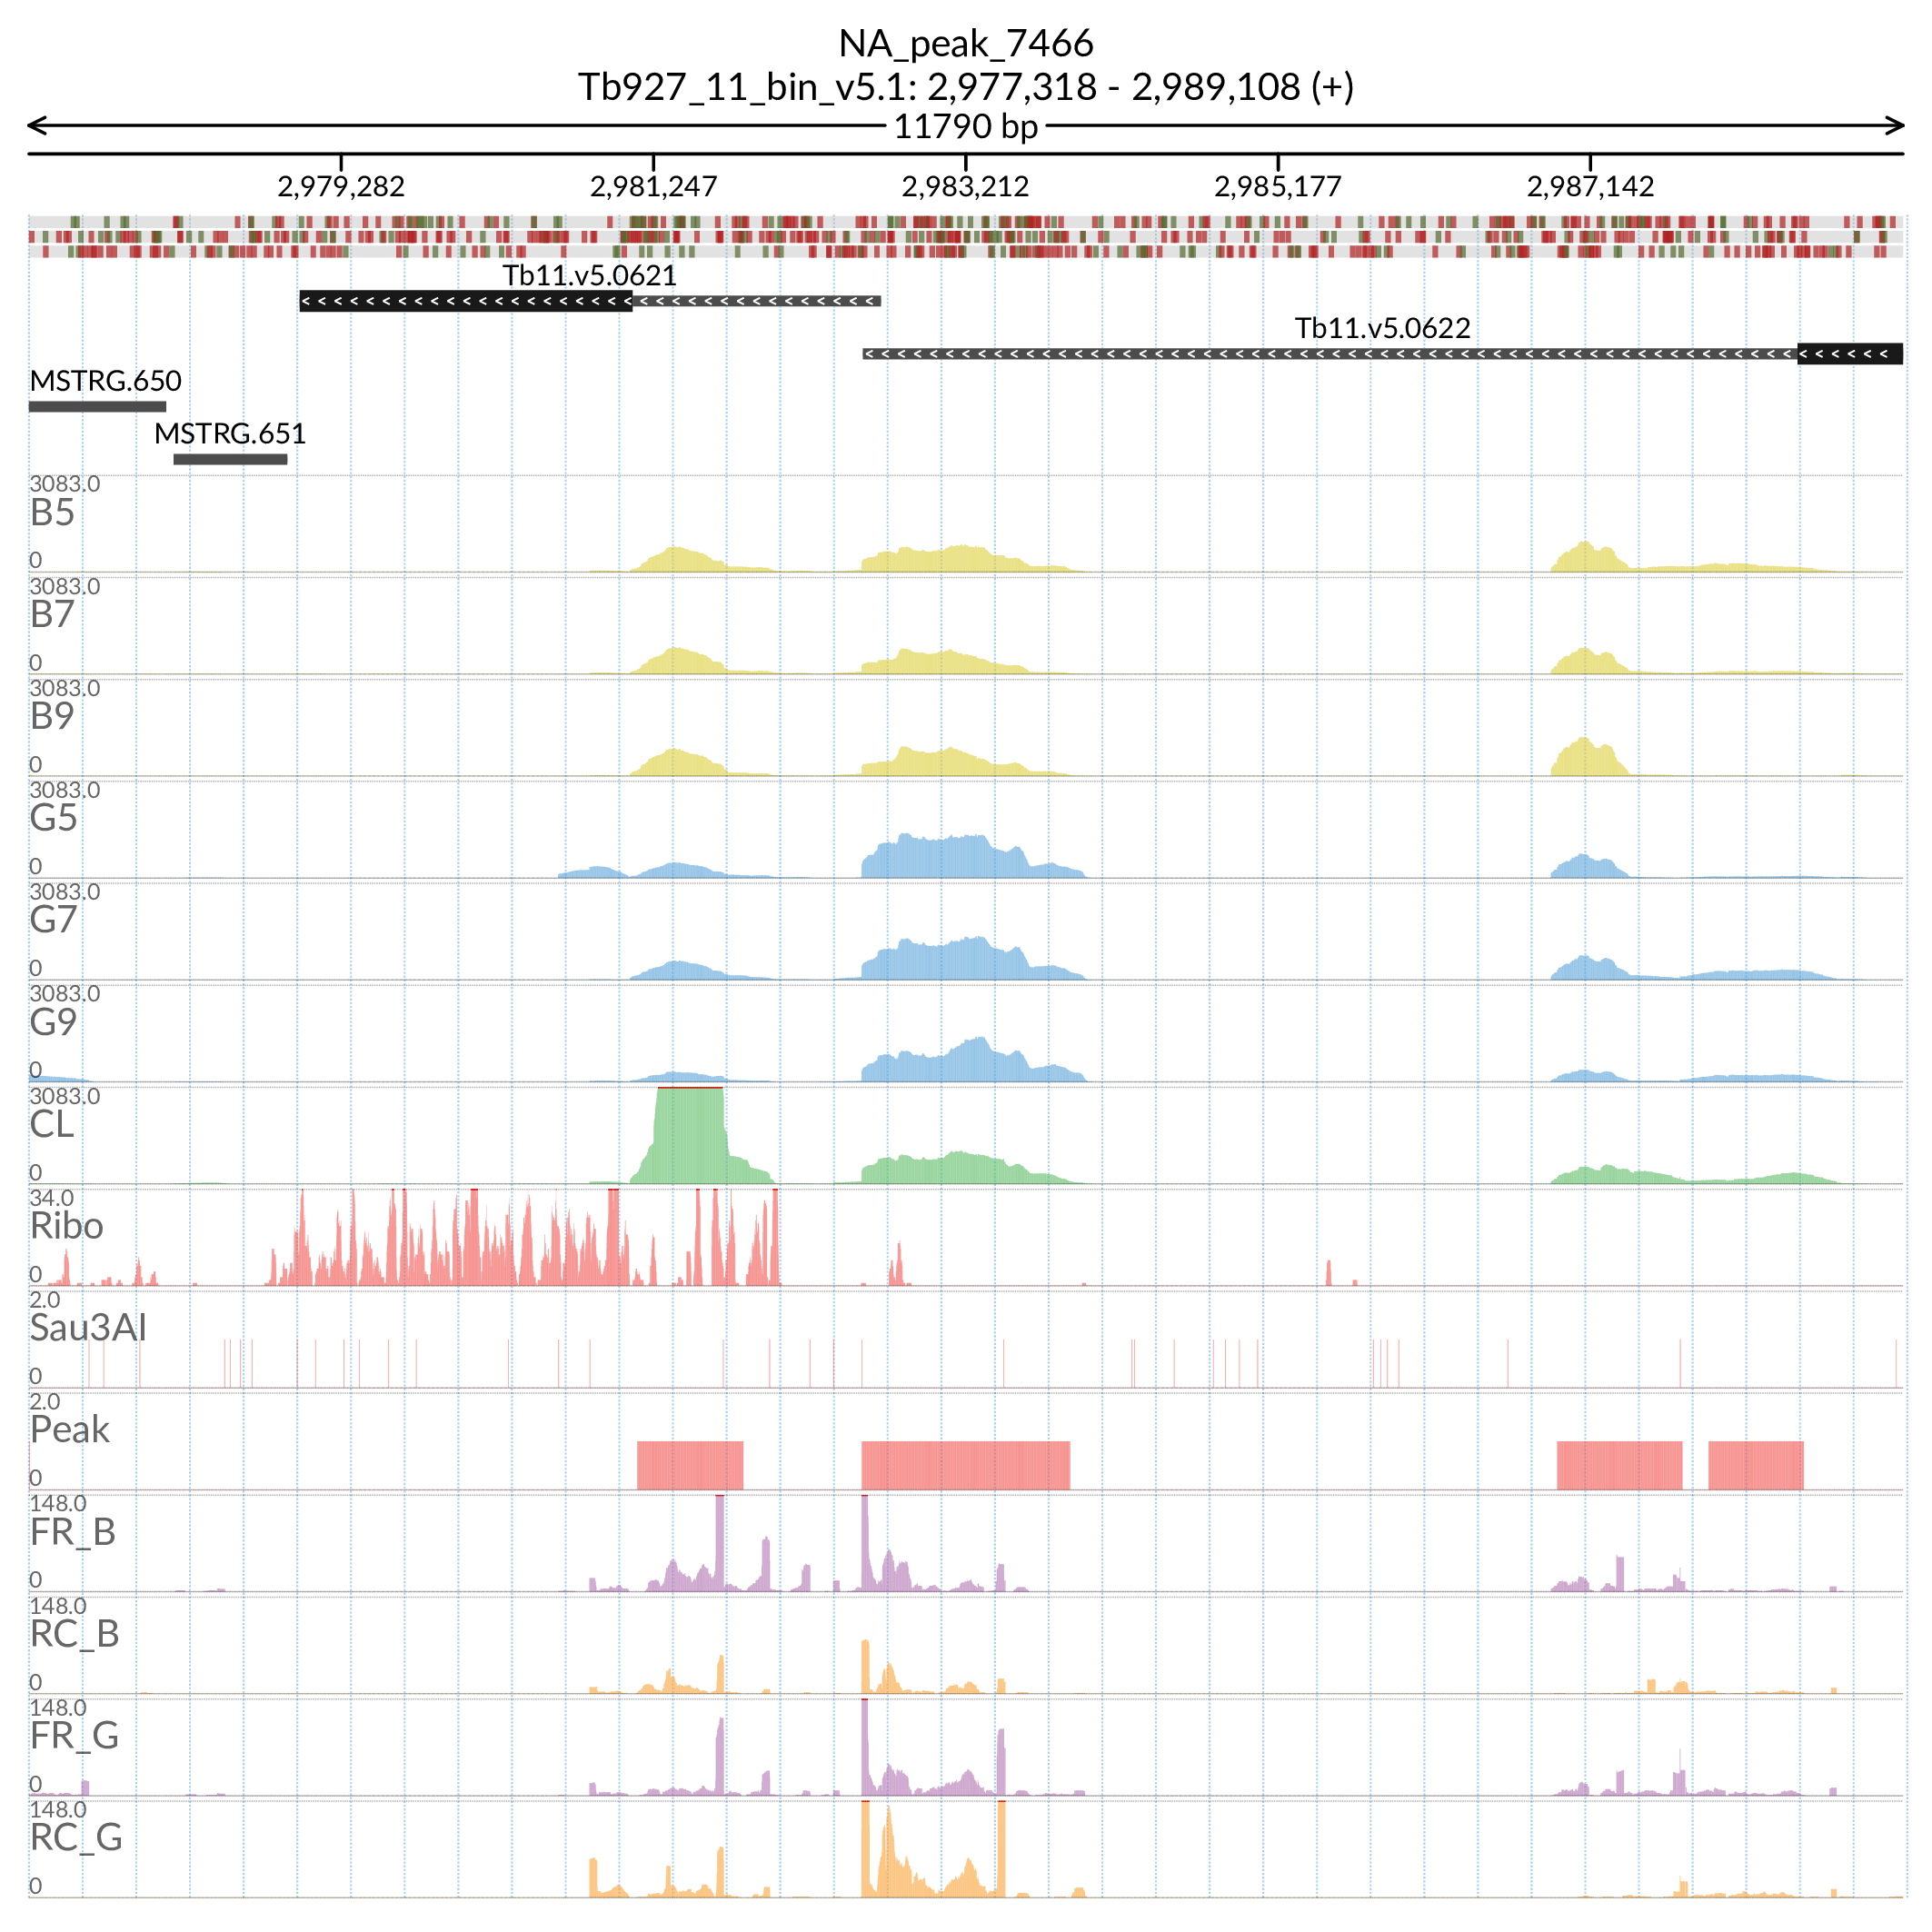 NA_peak_7466
Tb927_11_bin_v5.1: 2,977,318 - 2,989,108 (+)
11790 bp
2,979,282 2,981,247 2,983,212 2,985,177 2,987,142
Tb11.v5.0621
Tb11.v5.0622
MSTRG.650
MSTRG.651
3083.0
B5
0
3083.0
B7
0
3083.0
B9
0
3083.0
G5
0
3083.0
G7
0
3083.0
G9
0
3083.0
CL
0
34.0
Ribo
0
2.0
Sau3AI
0
2.0
Peak
0
148.0
FR_B
0
148.0
RC_B
0
148.0
FR_G
0
148.0
RC_G
0